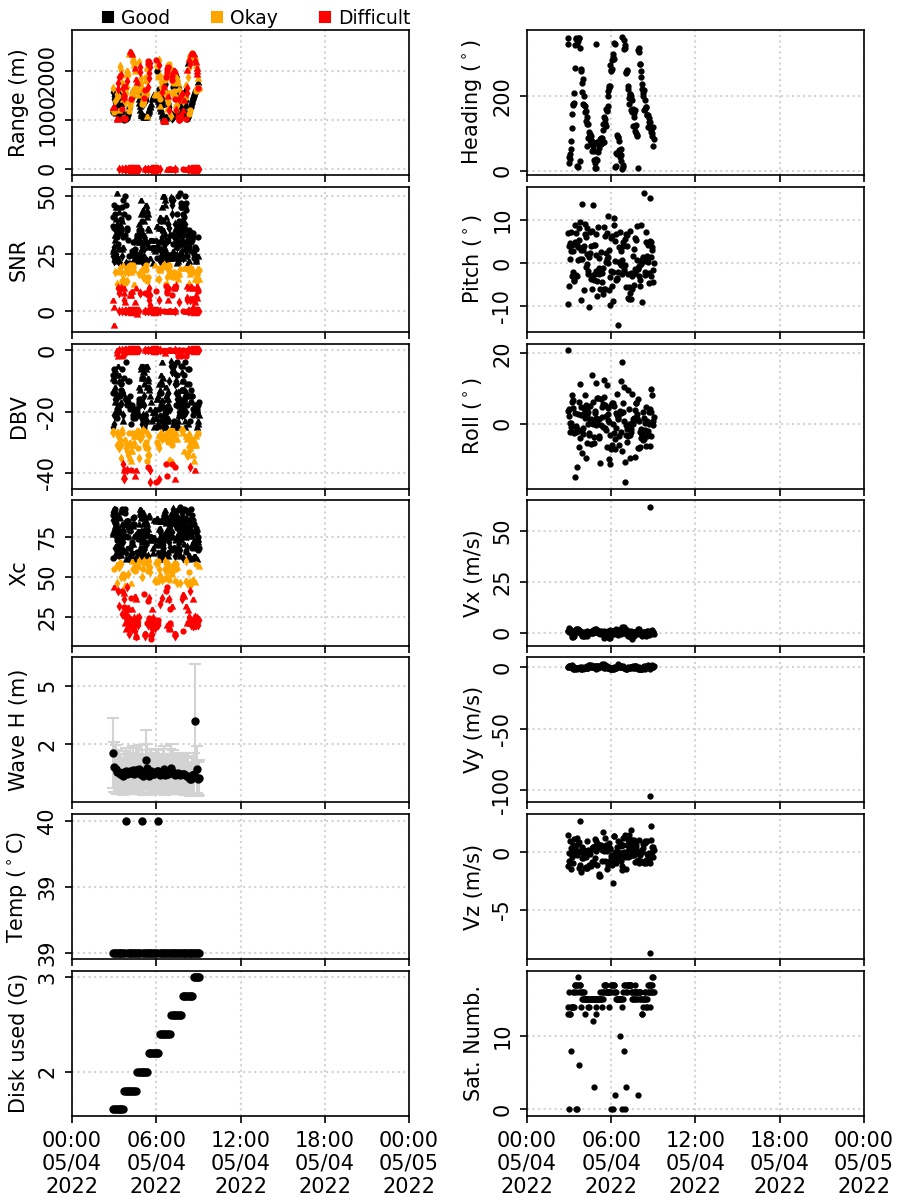 Good Okay Difficult
Range (m)
0 1000 2000
Heading (°)
0 200
SNR
0 25 50
Pitch (°)
-10 0 10
DBV
-40 -20 0
Roll (°)
0 20
Xc
25 50 75
Vx (m/s)
0 25 50
Wave H (m)
2 5
Vy (m/s)
-100 -50 0
Temp (°C)
39 39 40
Vz (m/s)
-5 0
Disk used (G)
2 3
Sat. Numb.
0 10
00:00 06:00 12:00 18:00 00:00
05/04 05/04 05/04 05/04 05/05
2022 2022 2022 2022 2022
00:00 06:00 12:00 18:00 00:00
05/04 05/04 05/04 05/04 05/05
2022 2022 2022 2022 2022